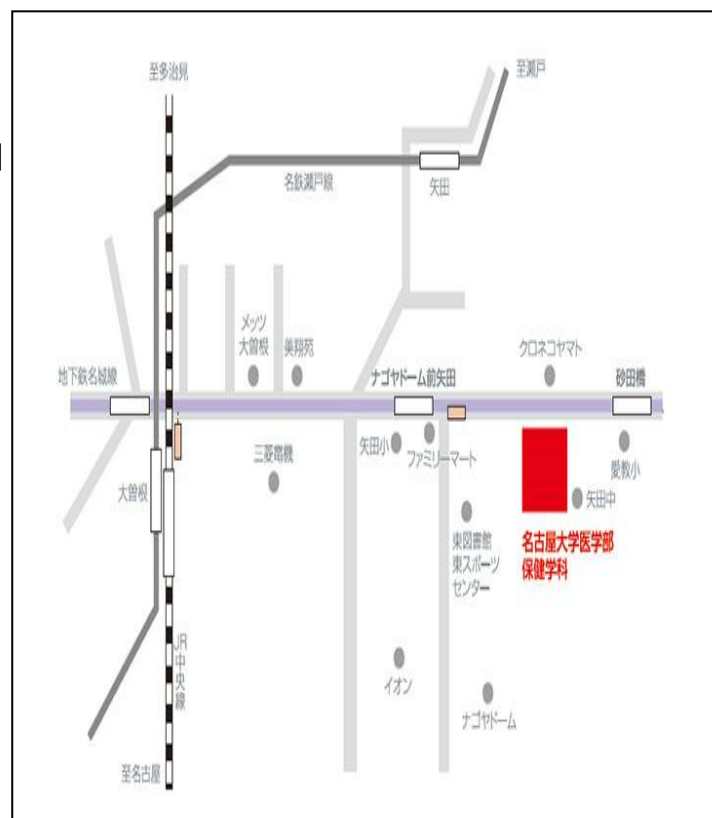 至多治見
至瀬戸
名鉄瀬戸線
矢田
メッツ
大曽根
美翔苑
クロネコヤマト
地下鉄名城線
ナゴヤドーム前矢田
砂田橋
三菱電機
矢田小
ファミリーマート
愛教小
大曽根
矢田中
東図書館
東スポーツ
センター
名古屋大学医学部
保健学科
JR中央線
イオン
ナゴヤドーム
至名古屋